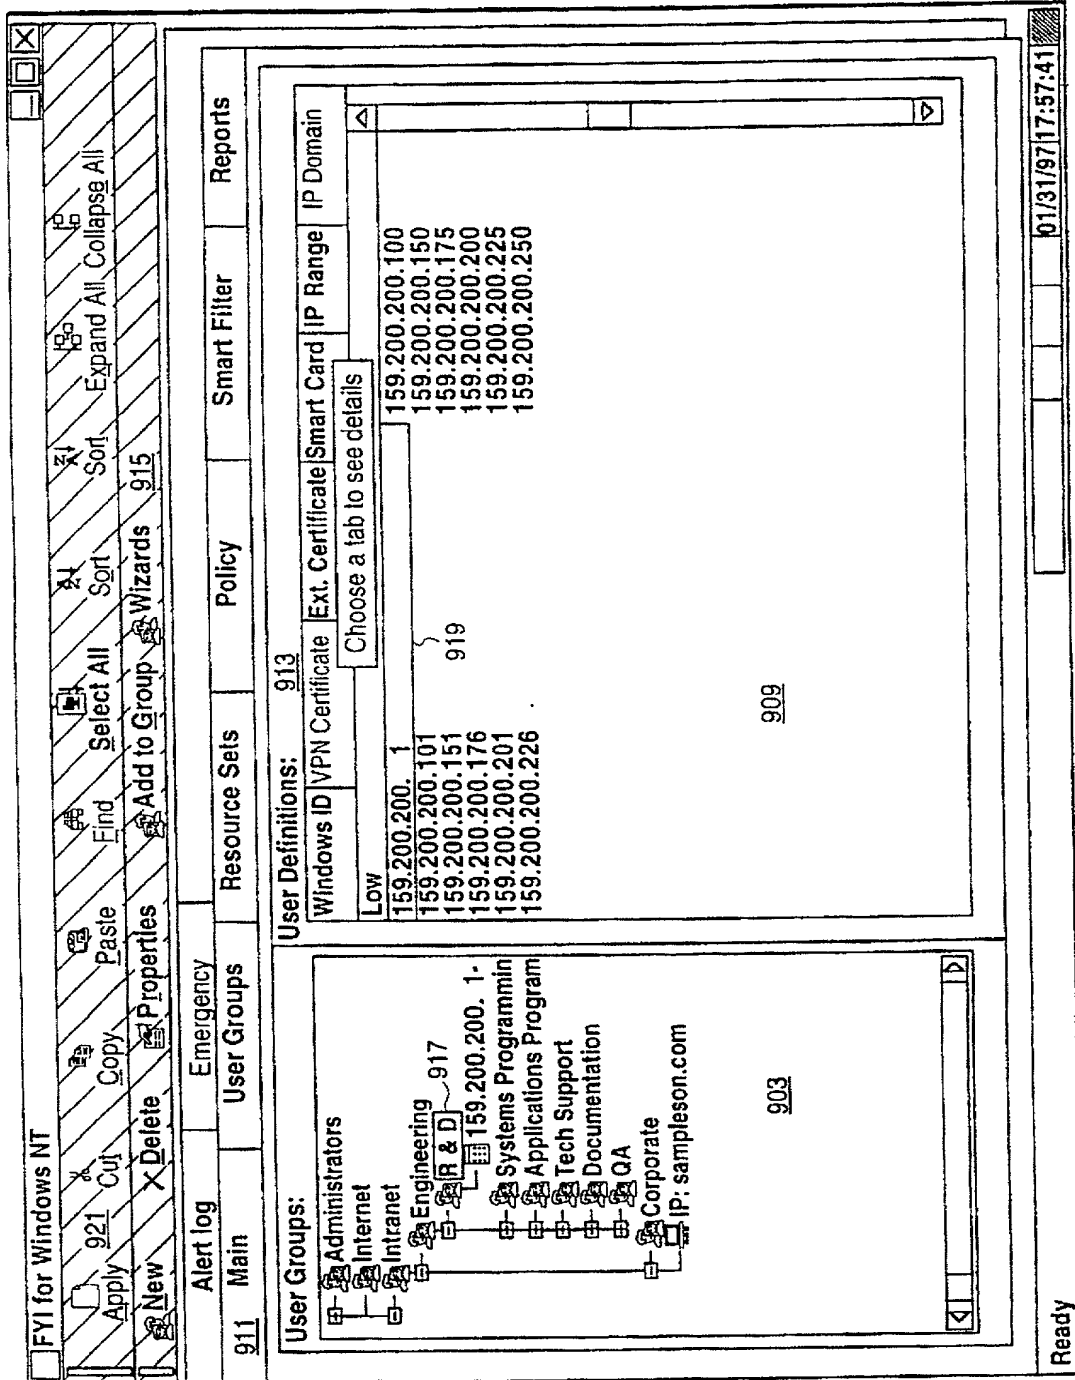 FYI for Windows NT
Apply 921 Cut Copy Paste Find Select All Sort Sort Expand All Collapse All
New Delete Properties Add to Group Wizards 915
Alert log Emergency
911 Main User Groups Resource Sets Policy Smart Filter Reports
User Groups:
Administrators
Internet
Intranet
Engineering
R & D 917
159.200.200. 1-
Systems Programmin
Applications Program
Tech Support
Documentation
QA
Corporate
IP: sampleson.com
903
User Definitions: 913
Windows ID VPN Certificate Ext. Certificate Smart Card IP Range IP Domain
Choose a tab to see details
Low
159.200.200. 1 159.200.200.100
159.200.200.101 159.200.200.150
159.200.200.151 159.200.200.175
159.200.200.176 159.200.200.200
159.200.200.201 159.200.200.225
159.200.200.226 159.200.200.250
919
909
Ready 01/31/97 17:57:41